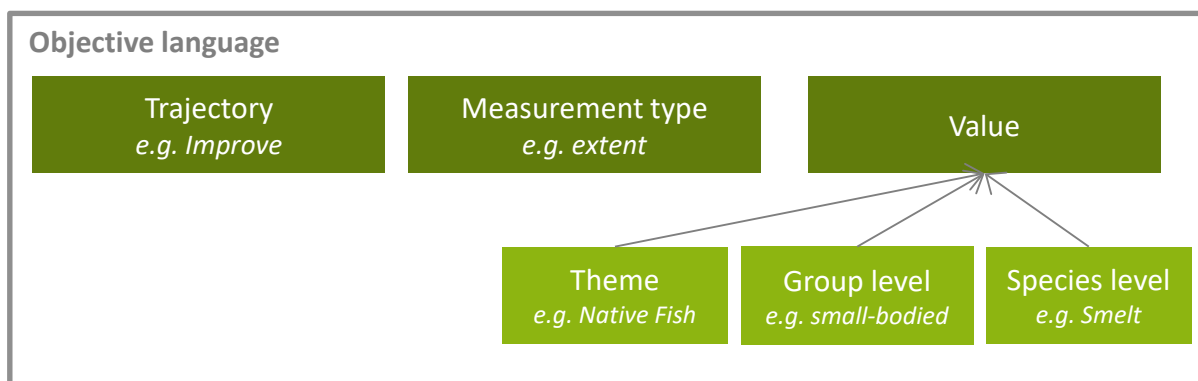 Objective language
Trajectory
e.g. Improve
Measurement type
e.g. extent
Value
Theme
e.g. Native Fish
Group level
e.g. small-bodied
Species level
e.g. Smelt